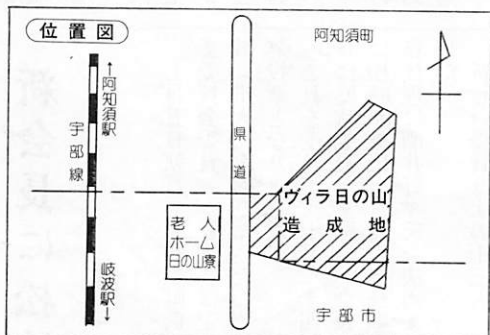 位置図
阿知須町
←阿知須駅
宇部線
県道
(ヴィラ日の山)
造成地
老人
ホーム
日の山寮
岐波駅→
宇部市